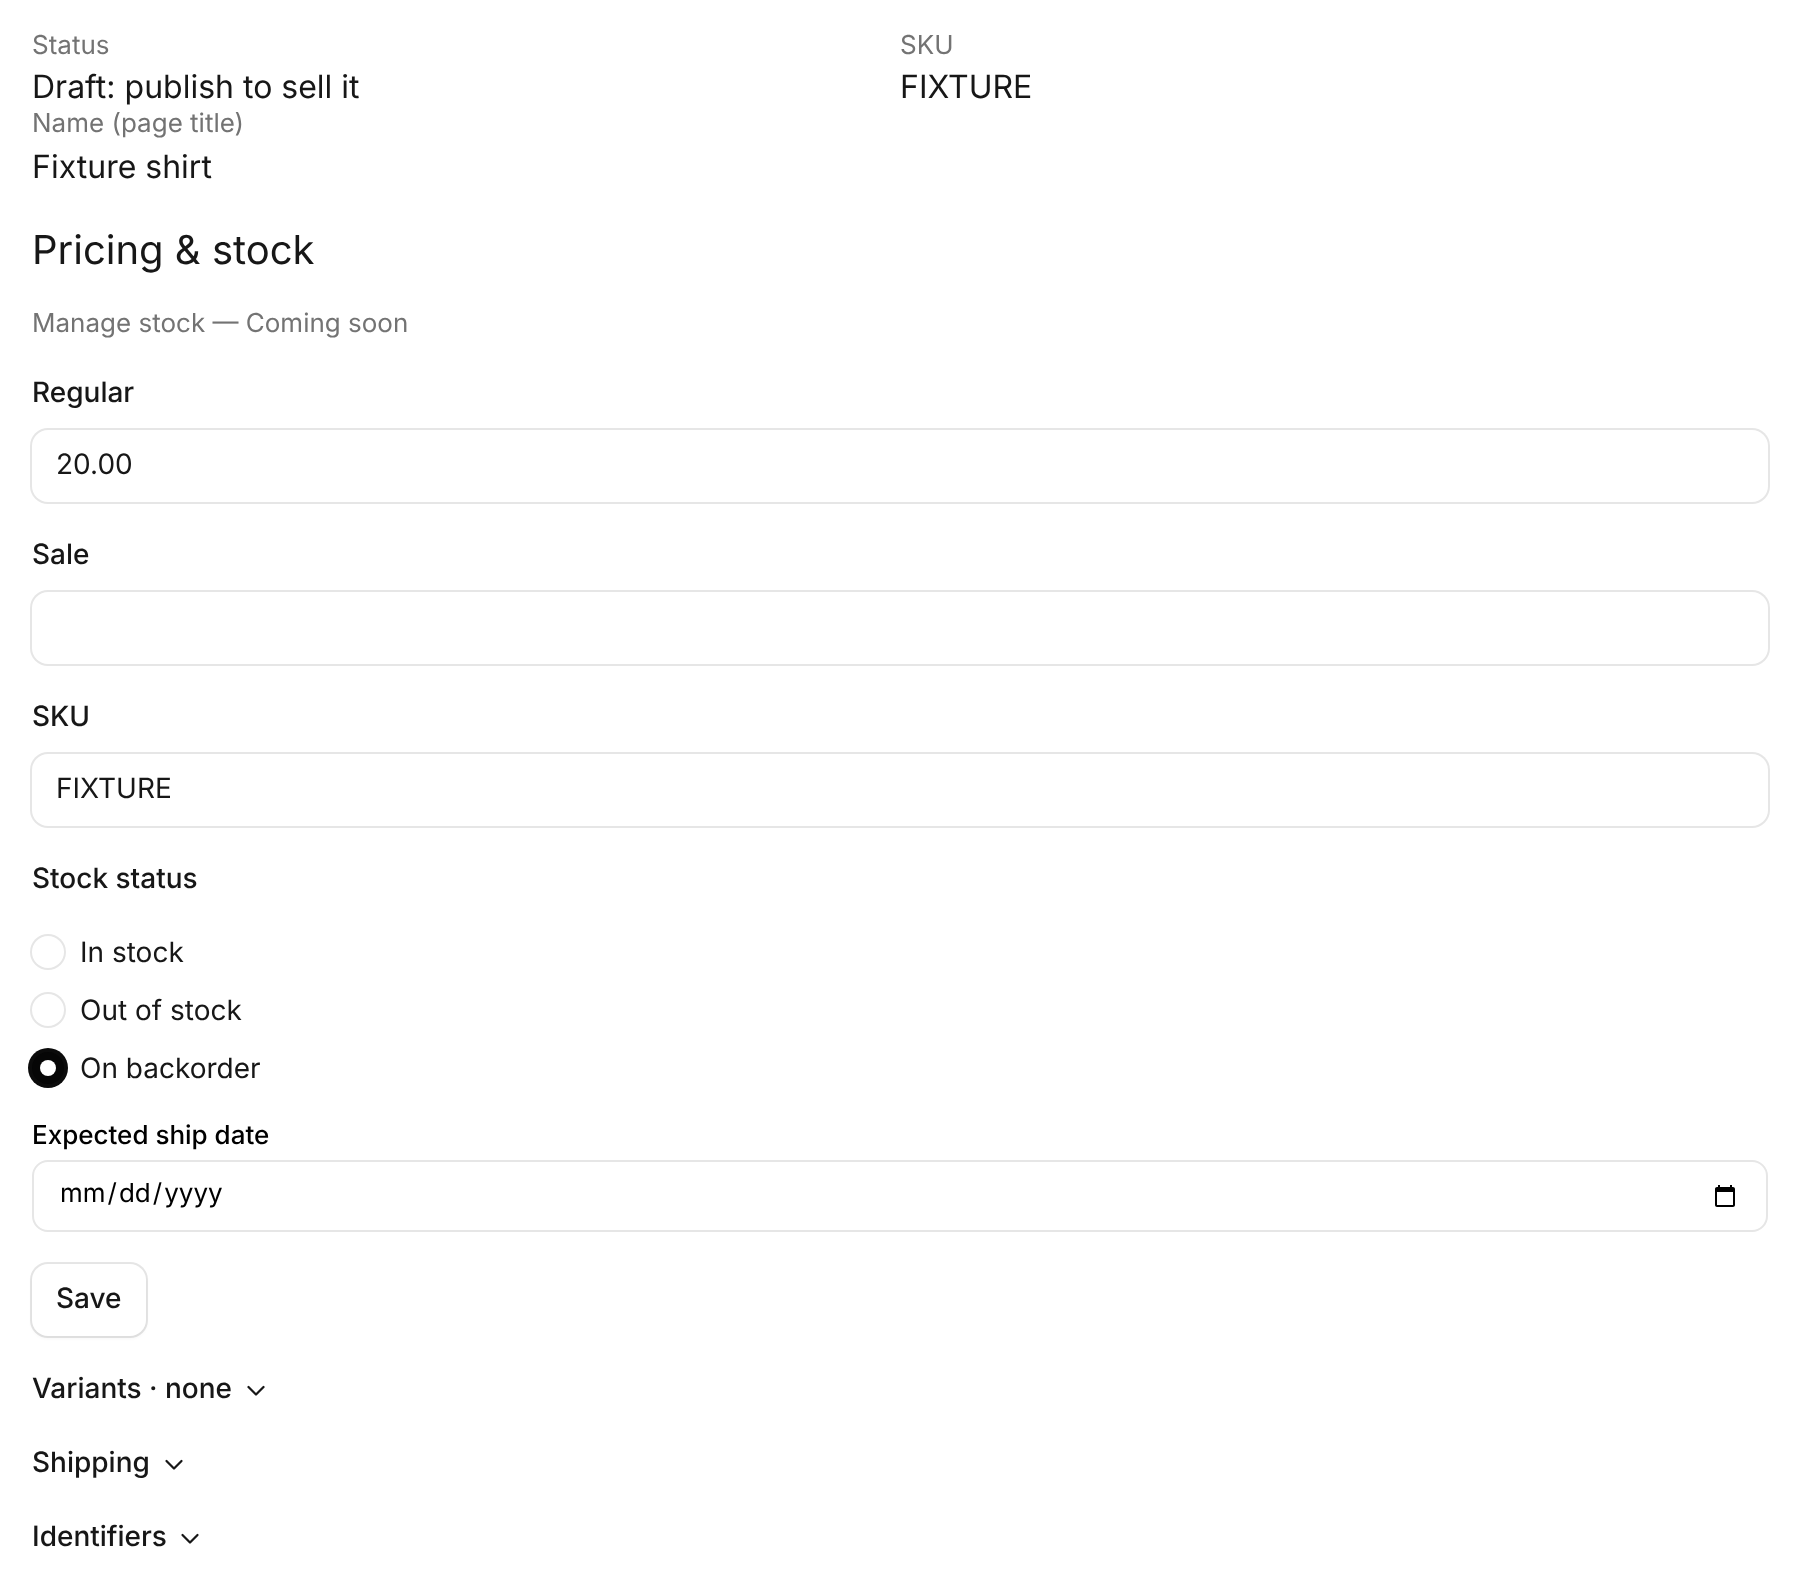 Status
Draft: publish to sell it
SKU
FIXTURE
Name (page title)
Fixture shirt
Pricing & stock
Manage stock — Coming soon
Regular
20.00
Sale
SKU
FIXTURE
Stock status
In stock
Out of stock
On backorder
Expected ship date
mm/dd/yyyy
Save
Variants · none
Shipping
Identifiers